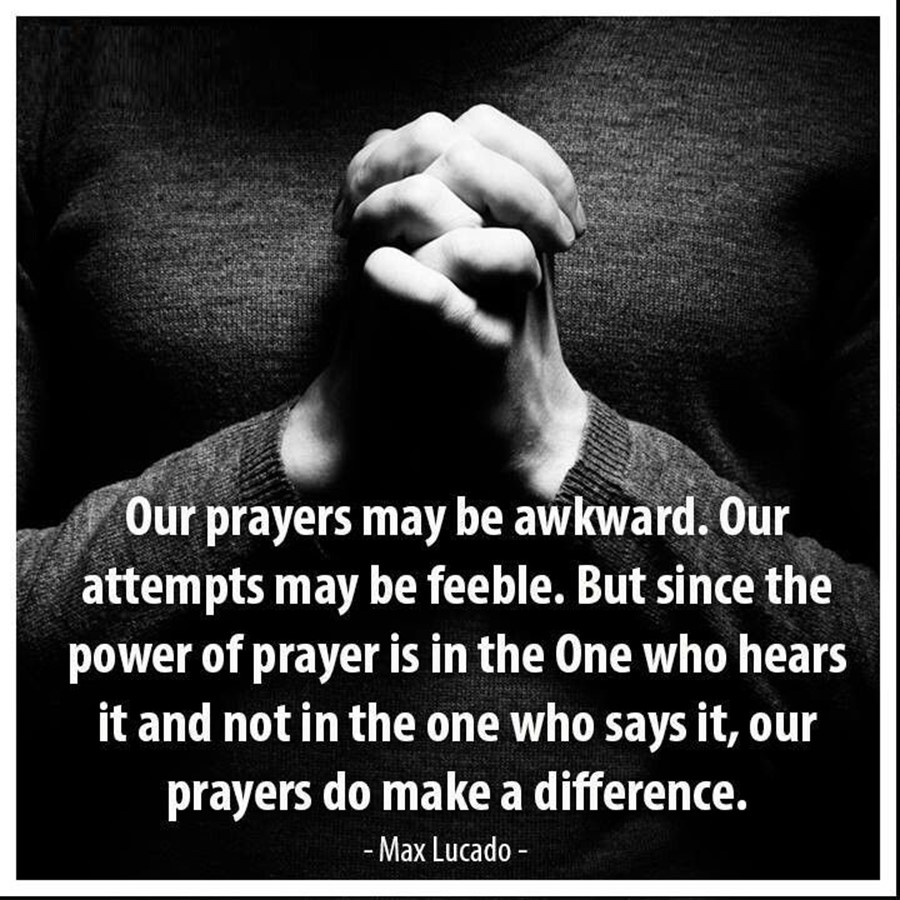 Our prayers may be awkward. Our
attempts may be feeble. But since the
power of prayer is in the One who hears
it and not in the one who says it, our
prayers do make a difference.
- Max Lucado -